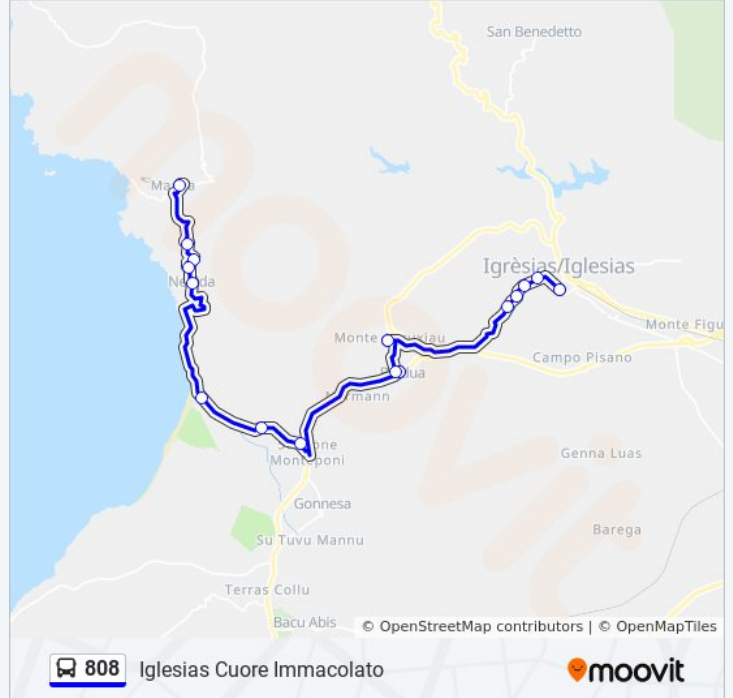 San Benedetto
Igrèsias/Iglesias
Monte
Monte Figu
Campo Pisano
Monteponi
Genna Luas
Gonnesa
Barega
Su Tuvu Mannu
Terras Collu
Bacu Abis
© OpenStreetMap contributors | © OpenMapTiles
808 Iglesias Cuore Immacolato
moovit